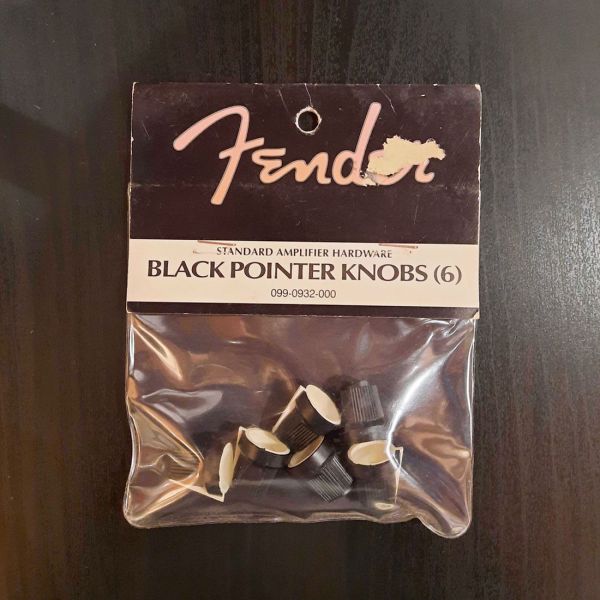 Fender
STANDARD AMPLIFIER HARDWARE
BLACK POINTER KNOBS (6)
099-0932-000